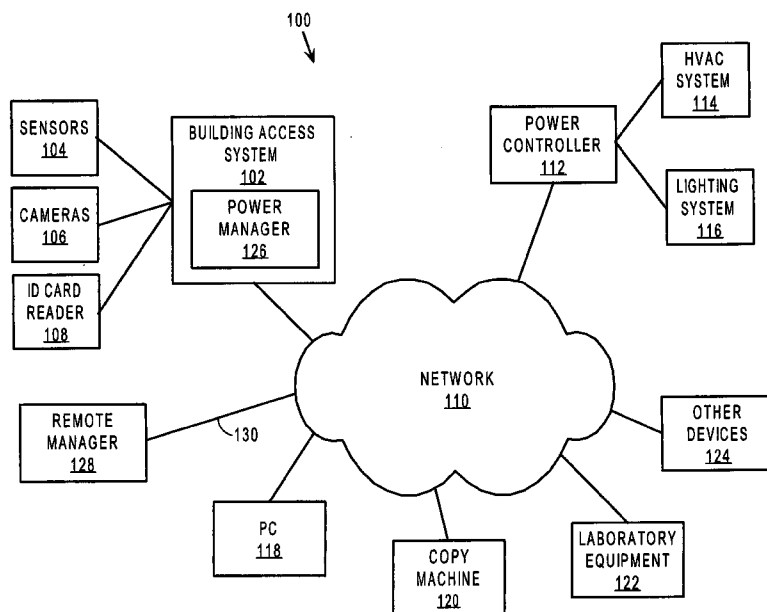 100
SENSORS
104
CAMERAS
106
ID CARD
READER
108
BUILDING ACCESS
SYSTEM
102
POWER
MANAGER
126
POWER
CONTROLLER
112
HVAC
SYSTEM
114
LIGHTING
SYSTEM
116
NETWORK
110
REMOTE
MANAGER
128
130
PC
118
COPY
MACHINE
120
LABORATORY
EQUIPMENT
122
OTHER
DEVICES
124